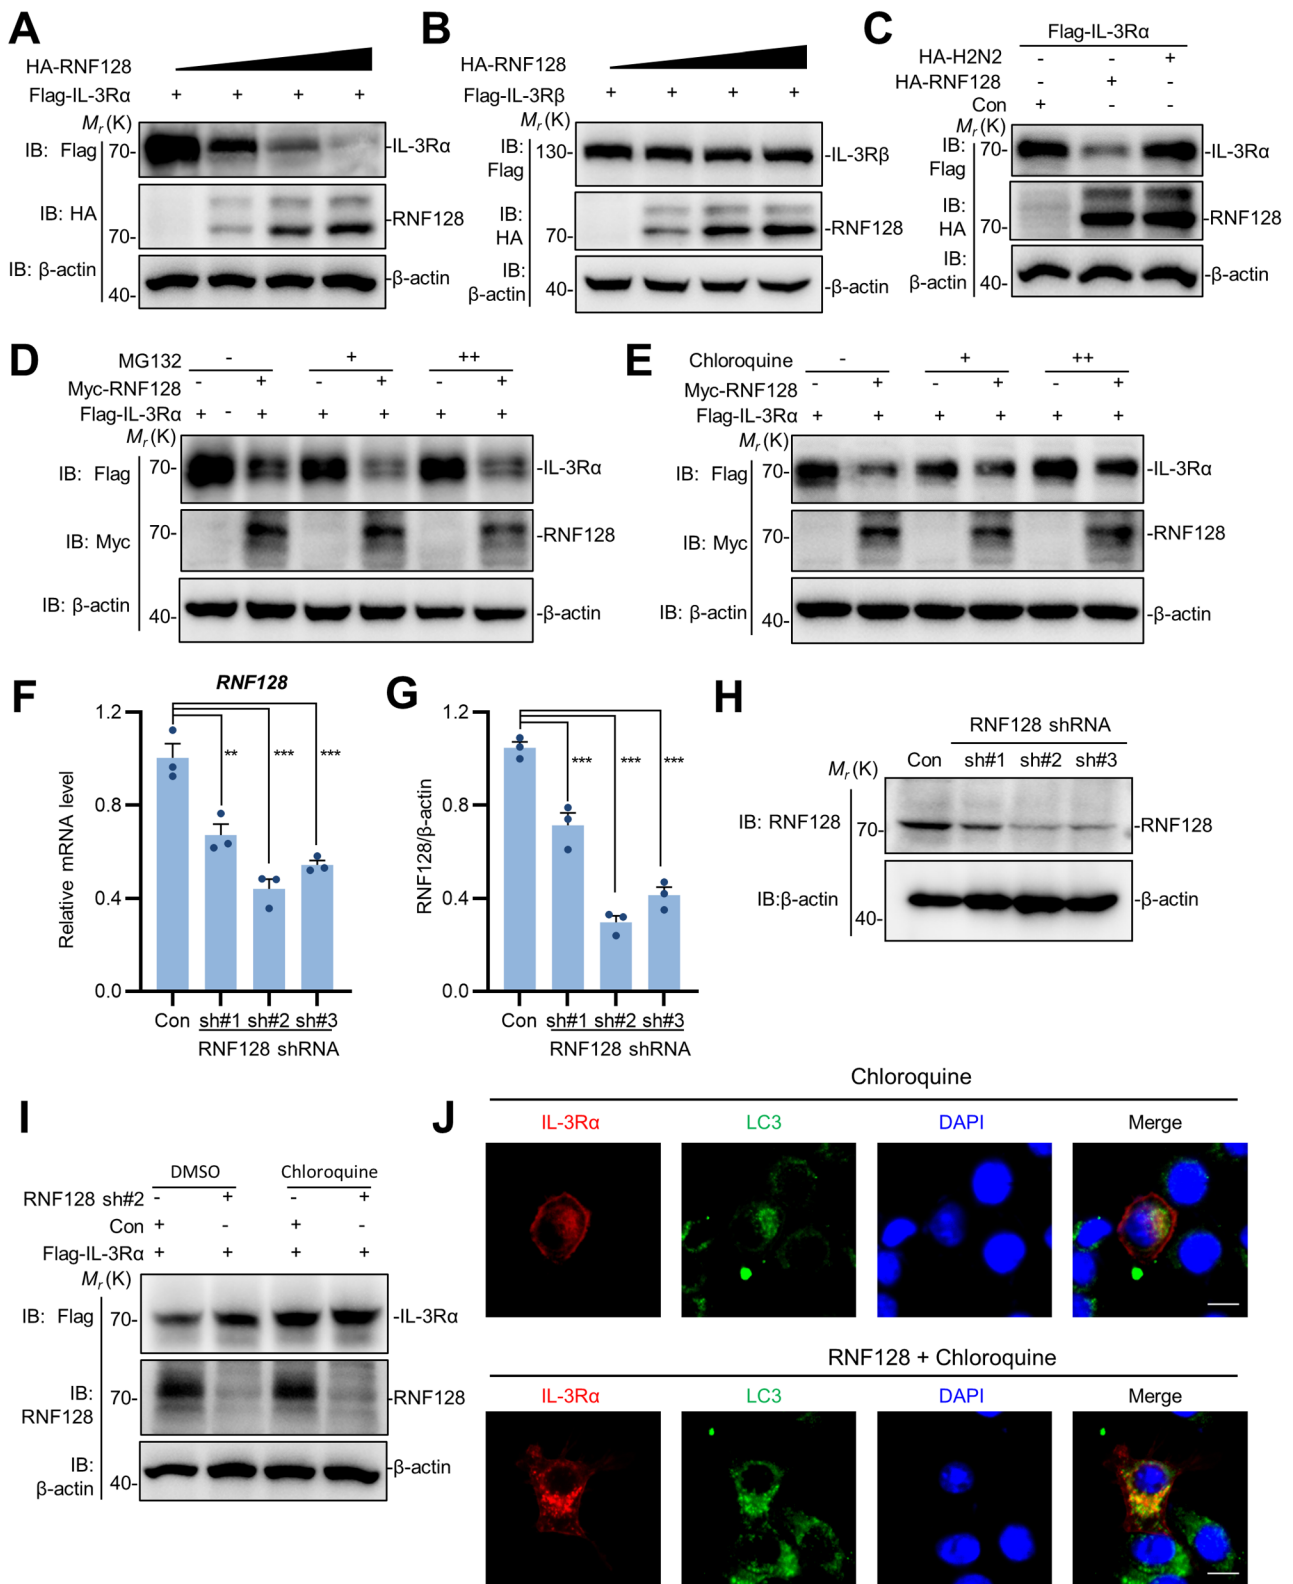 A
HA-RNF128
Flag-IL-3Rα + + + +
Mr (K)
IB: Flag 70- -IL-3Rα
IB: HA 70- -RNF128
IB: β-actin 40- -β-actin
B
HA-RNF128
Flag-IL-3Rβ + + + +
Mr (K)
IB: Flag 130- -IL-3Rβ
IB: HA 70- -RNF128
IB: β-actin 40- -β-actin
C
Flag-IL-3Rα
HA-H2N2 - - +
HA-RNF128 - + -
Con + - -
Mr (K)
IB: Flag 70- -IL-3Rα
IB: HA 70- -RNF128
IB: β-actin 40- -β-actin
D
MG132 - + ++
Myc-RNF128 - + - + - +
Flag-IL-3Rα + - + + + + +
Mr (K)
IB: Flag 70- -IL-3Rα
IB: Myc 70- -RNF128
IB: β-actin 40- -β-actin
E
Chloroquine - + ++
Myc-RNF128 - + - + - +
Flag-IL-3Rα + + + + + +
Mr (K)
IB: Flag 70- -IL-3Rα
IB: Myc 70- -RNF128
IB: β-actin 40- -β-actin
F
RNF128
Relative mRNA level
1.2
0.8
0.4
0.0
** *** ***
Con sh#1 sh#2 sh#3
RNF128 shRNA
G
RNF128/β-actin
1.2
0.8
0.4
0.0
*** *** ***
Con sh#1 sh#2 sh#3
RNF128 shRNA
H
RNF128 shRNA
Con sh#1 sh#2 sh#3
Mr (K)
IB: RNF128 70- -RNF128
IB:β-actin 40- -β-actin
I
DMSO Chloroquine
RNF128 sh#2 - + - +
Con + - + -
Flag-IL-3Rα + + + +
Mr (K)
IB: Flag 70- -IL-3Rα
IB: RNF128 70- -RNF128
IB: β-actin 40- -β-actin
J
Chloroquine
IL-3Rα LC3 DAPI Merge
RNF128 + Chloroquine
IL-3Rα LC3 DAPI Merge